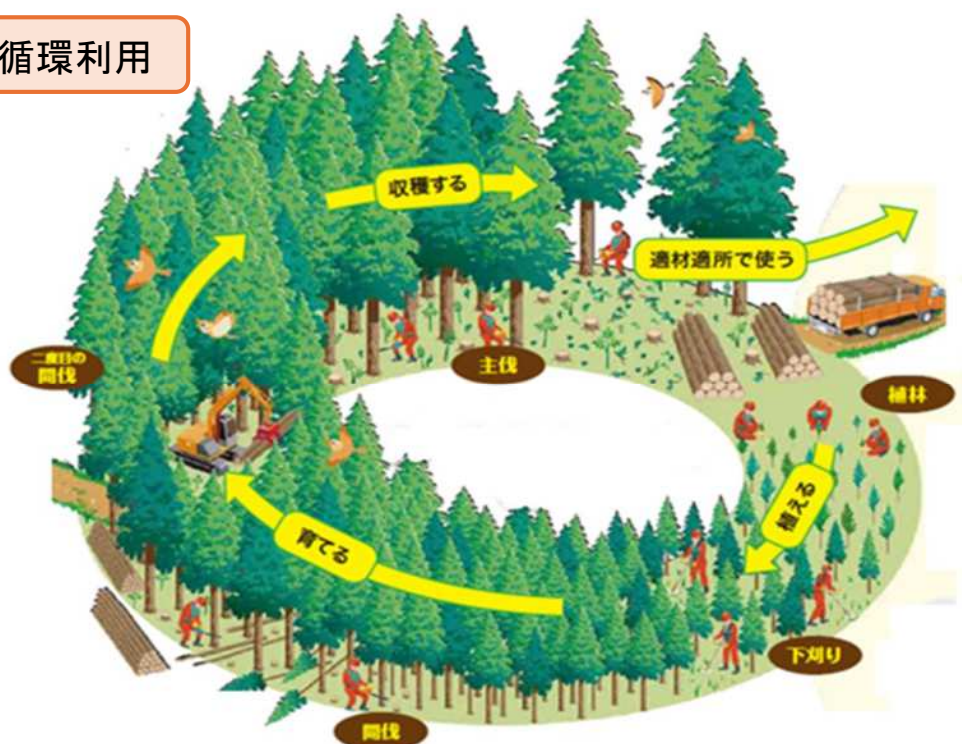 循環利用
収穫する
適材適所で使う
二度目の
間伐
主伐
植林
植える
育てる
下刈り
間伐